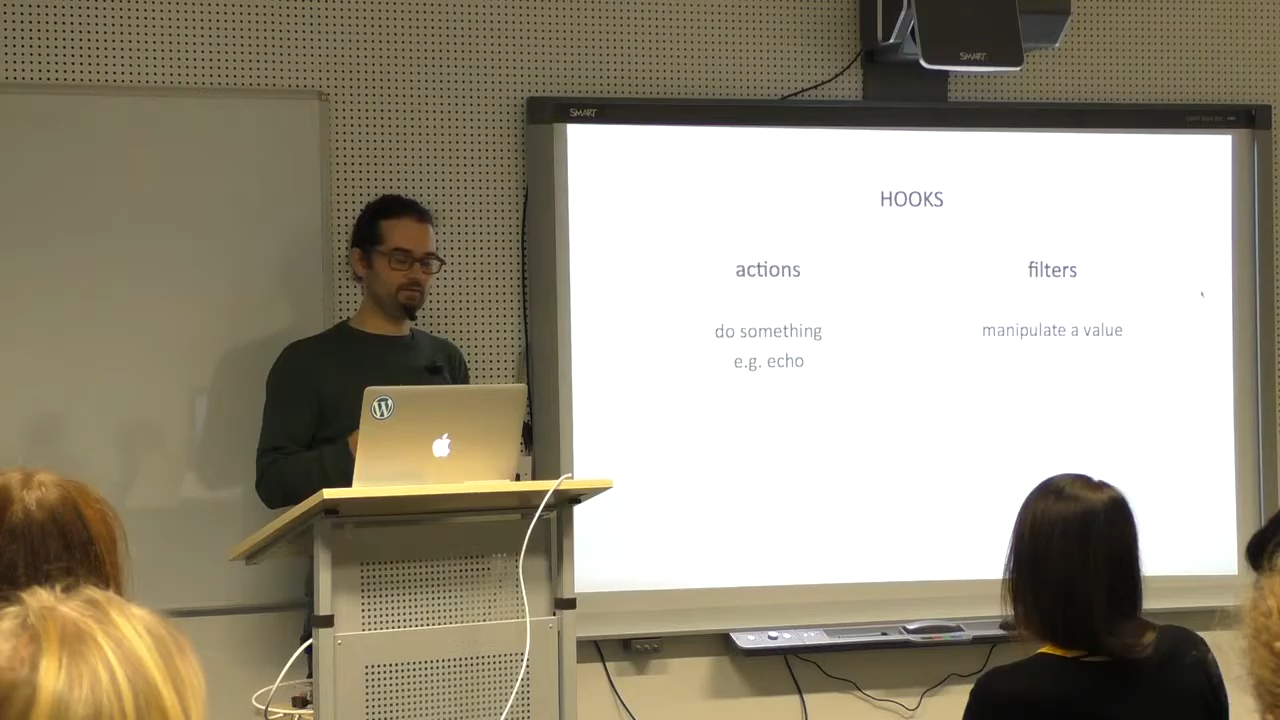 SMART
SMART
HOOKS
actions
filters
do something
manipulate a value
e.g. echo
W